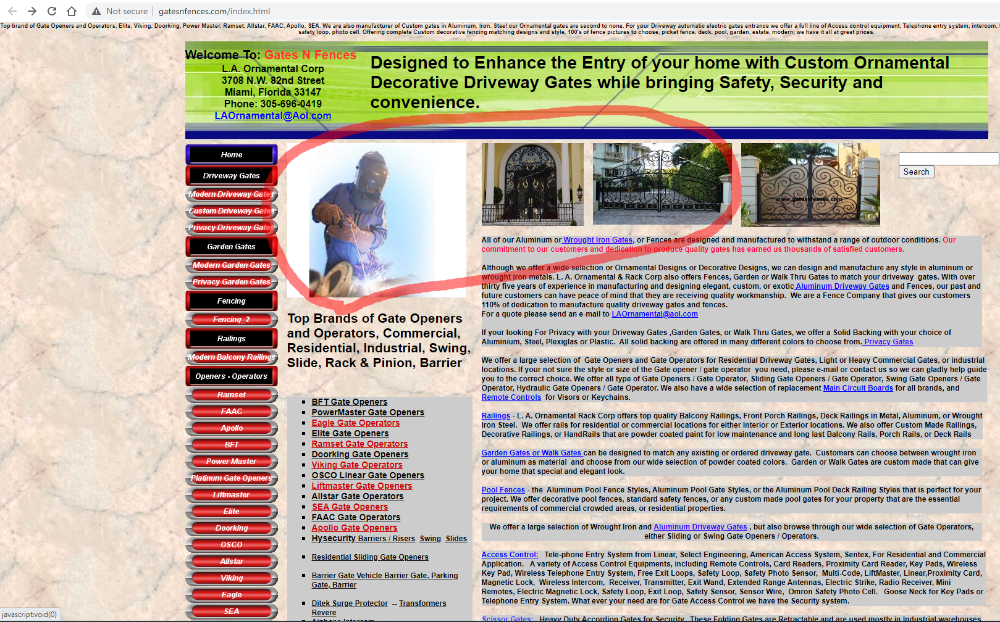 Not secure | gatesnfences.com/index.html
Top brand of Gate Openers and Operators, Elite, Viking, Doorking, Power Master, Ramset, Allstar, FAAC, Apollo, SEA. We are also manufacturer of Custom gates in Aluminum, Iron, Steel our Ornamental gates are second to none. For your Driveway automatic electric gates entrance we offer a full line of Access control equipment, Telephone entry system, intercom,
safety loop, photo cell. Offering complete Custom decorative fencing matching designs and style, 100's of fence pictures to choose, picket fence, deck, pool, garden, estate, modern, we have it all at great prices.
Welcome To: Gates N Fences
L.A. Ornamental Corp
3708 N.W. 82nd Street
Miami, Florida 33147
Phone: 305-696-0419
LAOrnamental@Aol.com
Designed to Enhance the Entry of your home with Custom Ornamental
Decorative Driveway Gates while bringing Safety, Security and
convenience.
Home
Driveway Gates
Modern Driveway Gates
Custom Driveway Gates
Privacy Driveway Gates
Garden Gates
Modern Garden Gates
Privacy Garden Gates
Fencing
Fencing_2
Railings
Modern Balcony Railings
Openers - Operators
Ramset
FAAC
Apollo
BFT
Power Master
Platinum Gate Openers
Liftmaster
Elite
Doorking
OSCO
Allstar
Viking
Eagle
SEA
Top Brands of Gate Openers
and Operators, Commercial,
Residential, Industrial, Swing,
Slide, Rack & Pinion, Barrier
BFT Gate Openers
PowerMaster Gate Openers
Eagle Gate Operators
Elite Gate Openers
Ramset Gate Operators
Doorking Gate Openers
Viking Gate Operators
OSCO Linear Gate Openers
Liftmaster Gate Openers
Allstar Gate Operators
SEA Gate Openers
FAAC Gate Operators
Apollo Gate Openers
Hysecurity Barriers / Risers Swing Slides
Residential Sliding Gate Openers
Barrier Gate Vehicle Barrier Gate, Parking
Gate, Barrier
Ditek Surge Protector -- Transformers
Revere
Airphone Intercom
www.gatesnfences.com
Search
All of our Aluminum or Wrought Iron Gates, or Fences are designed and manufactured to withstand a range of outdoor conditions. Our
commitment to our customers and dedication to produce quality gates has earned us thousands of satisfied customers.
Although we offer a wide selection or Ornamental Designs or Decorative Designs, we can design and manufacture any style in aluminum or
wrought iron metals. L. A. Ornamental & Rack Corp also offers Fences, Garden or Walk Thru Gates to match your driveway gates. With over
thirty five years of experience in manufacturing and designing elegant, custom, or exotic Aluminum Driveway Gates and Fences, our past and
future customers can have peace of mind that they are receiving quality workmanship. We are a Fence Company that gives our customers
110% of dedication to manufacture quality driveway gates and fences.
For a quote please send an e-mail to LAOrnamental@aol.com
If your looking For Privacy with your Driveway Gates ,Garden Gates, or Walk Thru Gates, we offer a Solid Backing with your choice of
Aluminium, Steel, Plexiglas or Plastic. All solid backing are offered in many different colors to choose from. Privacy Gates
We offer a large selection of Gate Openers and Gate Operators for Residential Driveway Gates, Light or Heavy Commercial Gates, or industrial
locations. If your not sure the style or size of the Gate opener / gate operator you need, please e-mail or contact us so we can gladly help guide
you to the correct choice. We offer all type of Gate Openers / Gate Operator, Sliding Gate Openers / Gate Operator, Swing Gate Openers / Gate
Operator, Hydraulic Gate Openers / Gate Operator. We also have a wide selection of replacement Main Circuit Boards for all brands, and
Remote Controls for Visors or Keychains.
Railings - L. A. Ornamental Rack Corp offers top quality Balcony Railings, Front Porch Railings, Deck Railings in Metal, Aluminum, or Wrought
Iron Steel. We offer rails for residential or commercial locations for either Interior or Exterior locations. We also offer Custom Made Railings,
Decorative Railings, or HandRails that are powder coated paint for low maintenance and long last Balcony Rails, Porch Rails, or Deck Rails
Garden Gates or Walk Gates can be designed to match any existing or ordered driveway gate. Customers can choose between wrought iron
or aluminum as material and choose from our wide selection of powder coated colors. Garden or Walk Gates are custom made that can give
your home that special and elegant look.
Pool Fences - the Aluminum Pool Fence Styles, Aluminum Pool Gate Styles, or the Aluminum Pool Deck Railing Styles that is perfect for your
project. We offer decorative pool fences, standard safety fences, or any custom made pool gates for your property that are the essential
requirements of commercial crowded areas, or residential properties.
We offer a large selection of Wrought Iron and Aluminum Driveway Gates , but also browse through our wide selection of Gate Openers,
either Sliding or Swing Gate Openers / Operators.
Access Control: Tele-phone Entry System from Linear, Select Engineering, American Access System, Sentex, For Residential and Commercial
Application. A variety of Access Control Equipments, including Remote Controls, Card Readers, Proximity Card Reader, Key Pads, Wireless
Key Pad, Wireless Telephone Entry System, Free Exit Loops, Safety Loop, Safety Photo Sensor, Multi-Code, LiftMaster, Linear,Proximity Card,
Magnetic Lock, Wireless Intercom, Receiver, Transmitter, Exit Wand, Extended Range Antennas, Electric Strike, Radio Receiver, Mini
Remotes, Electric Magnetic Lock, Safety Loop, Exit Loop, Safety Sensor, Sensor Wire, Omron Safety Photo Cell. Goose Neck for Key Pads or
Telephone Entry System. What ever your need are for Gate Access Control we have the Security system.
Scissor Gates: Heavy Duty Accordion Gates for Security. These Folding Gates are Retractable and are used mostly in Industrial warehouses,
javascript:void(0)